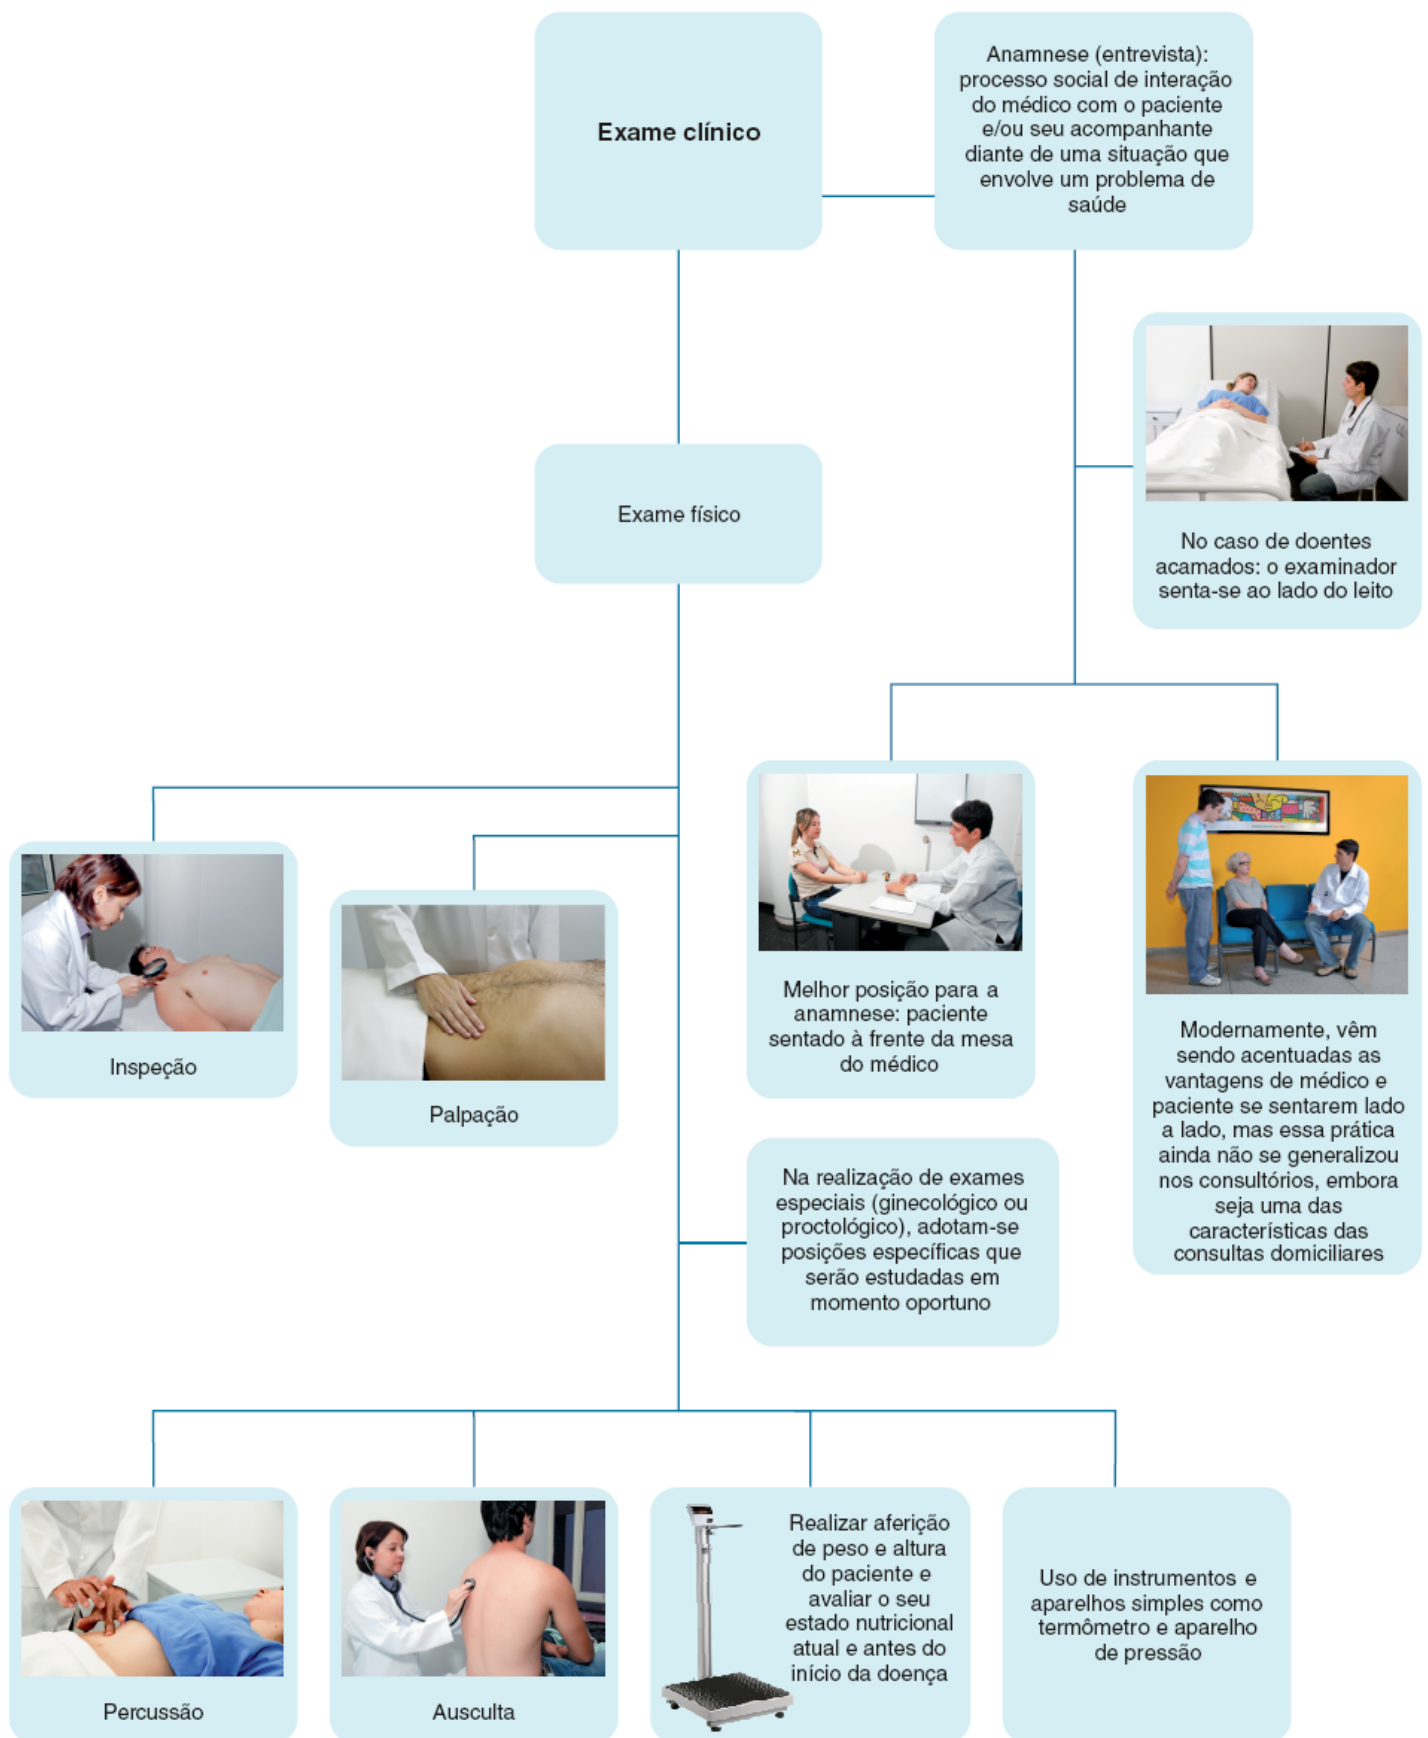 Exame clínico
Anamnese (entrevista):
processo social de interação
do médico com o paciente
e/ou seu acompanhante
diante de uma situação que
envolve um problema de
saúde
No caso de doentes
acamados: o examinador
senta-se ao lado do leito
Exame físico
Melhor posição para a
anamnese: paciente
sentado à frente da mesa
do médico
Modernamente, vêm
sendo acentuadas as
vantagens de médico e
paciente se sentarem lado
a lado, mas essa prática
ainda não se generalizou
nos consultórios, embora
seja uma das
características das
consultas domiciliares
Inspeção
Palpação
Na realização de exames
especiais (ginecológico ou
proctológico), adotam-se
posições específicas que
serão estudadas em
momento oportuno
Percussão
Ausculta
Realizar aferição
de peso e altura
do paciente e
avaliar o seu
estado nutricional
atual e antes do
início da doença
Uso de instrumentos e
aparelhos simples como
termômetro e aparelho
de pressão